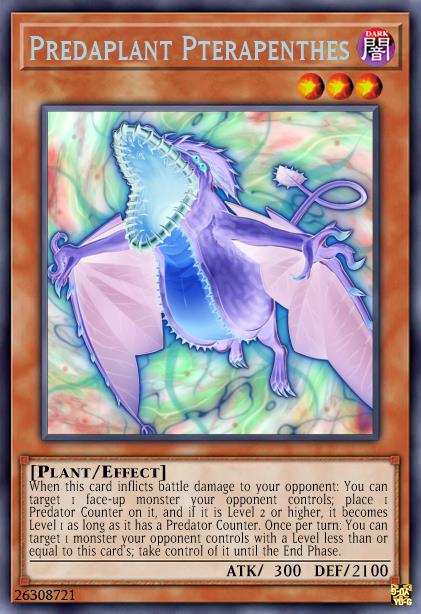 PREDAPLANT PTERAPENTHES
DARK
闇
[PLANT/EFFECT]
When this card inflicts battle damage to your opponent: You can
target 1 face-up monster your opponent controls; place 1
Predator Counter on it, and if it is Level 2 or higher, it becomes
Level 1 as long as it has a Predator Counter. Once per turn: You can
target 1 monster your opponent controls with a Level less than or
equal to this card's; take control of it until the End Phase.
ATK/ 300 DEF/2100
26308721